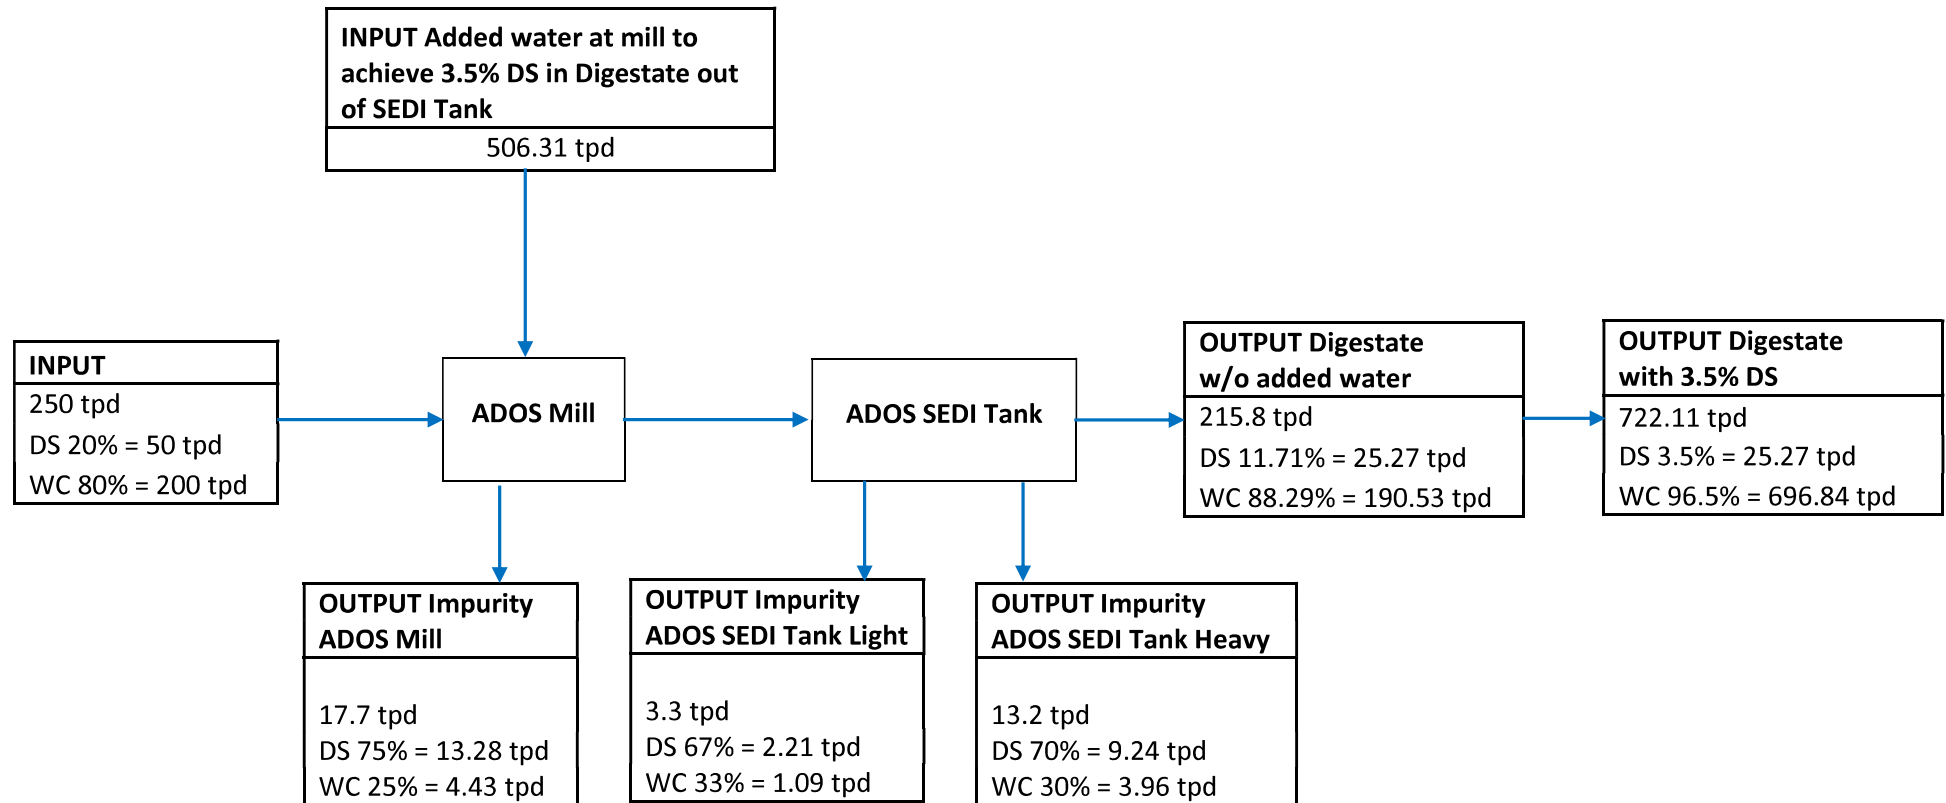 INPUT Added water at mill to
achieve 3.5% DS in Digestate out
of SEDI Tank
506.31 tpd
INPUT
250 tpd
DS 20% = 50 tpd
WC 80% = 200 tpd
ADOS Mill
ADOS SEDI Tank
OUTPUT Digestate
w/o added water
215.8 tpd
DS 11.71% = 25.27 tpd
WC 88.29% = 190.53 tpd
OUTPUT Digestate
with 3.5% DS
722.11 tpd
DS 3.5% = 25.27 tpd
WC 96.5% = 696.84 tpd
OUTPUT Impurity
ADOS Mill
17.7 tpd
DS 75% = 13.28 tpd
WC 25% = 4.43 tpd
OUTPUT Impurity
ADOS SEDI Tank Light
3.3 tpd
DS 67% = 2.21 tpd
WC 33% = 1.09 tpd
OUTPUT Impurity
ADOS SEDI Tank Heavy
13.2 tpd
DS 70% = 9.24 tpd
WC 30% = 3.96 tpd